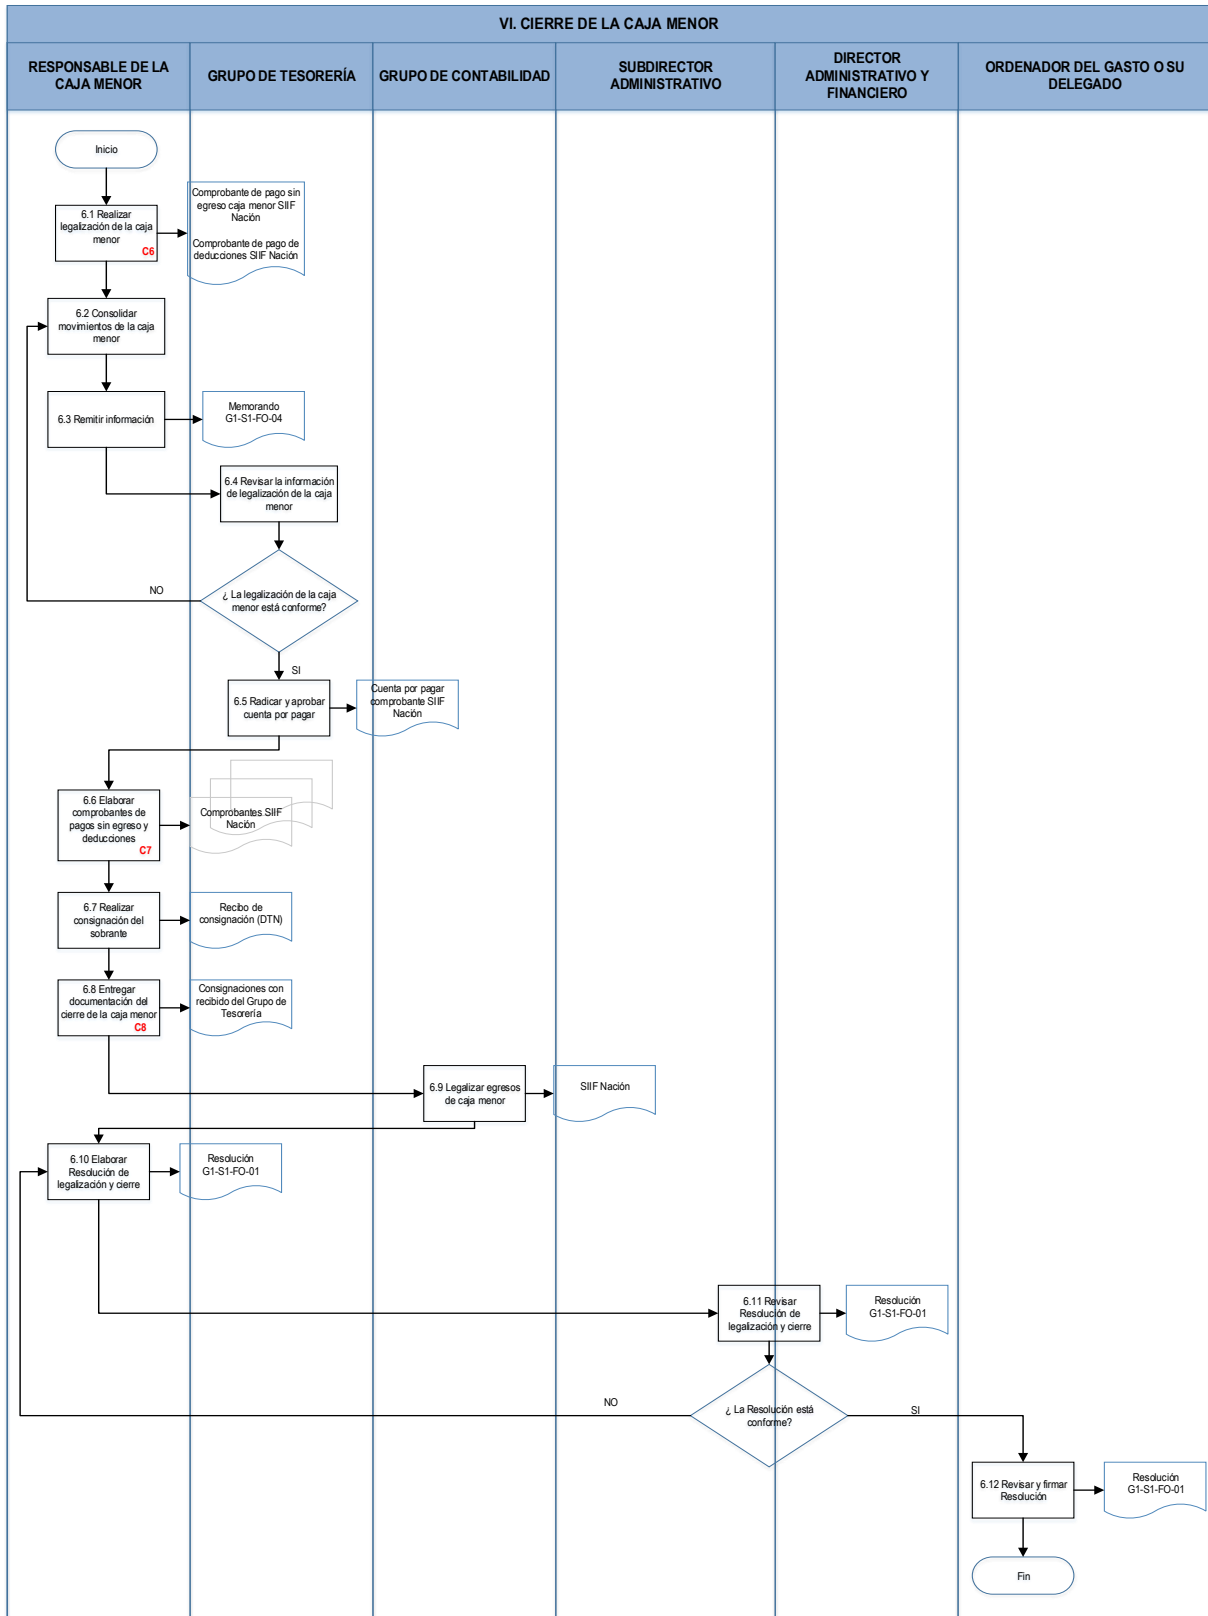 VI. CIERRE DE LA CAJA MENOR
RESPONSABLE DE LA
CAJA MENOR
GRUPO DE TESORERÍA
GRUPO DE CONTABILIDAD
SUBDIRECTOR
ADMINISTRATIVO
DIRECTOR
ADMINISTRATIVO Y
FINANCIERO
ORDENADOR DEL GASTO O SU
DELEGADO
Inicio
6.1 Realizar
legalización de la caja
menor
C6
Comprobante de pago sin
egreso caja menor SIIF
Nación
Comprobante de pago de
deducciones SIIF Nación
6.2 Consolidar
movimientos de la caja
menor
6.3 Remitir información
Memorando
G1-S1-FO-04
6.4 Revisar la información
de legalización de la caja
menor
¿ La legalización de la caja
menor está conforme?
NO
SI
6.5 Radicar y aprobar
cuenta por pagar
Cuenta por pagar
comprobante SIIF
Nación
6.6 Elaborar
comprobantes de
pagos sin egreso y
deducciones
C7
Comprobantes SIIF
Nación
6.7 Realizar
consignación del
sobrante
Recibo de
consignación (DTN)
6.8 Entregar
documentación del
cierre de la caja menor
C8
Consignaciones con
recibido del Grupo de
Tesorería
6.9 Legalizar egresos
de caja menor
SIIF Nación
6.10 Elaborar
Resolución de
legalización y cierre
Resolución
G1-S1-FO-01
6.11 Revisar
Resolución de
legalización y cierre
Resolución
G1-S1-FO-01
¿ La Resolución está
conforme?
NO
SI
6.12 Revisar y firmar
Resolución
Resolución
G1-S1-FO-01
Fin